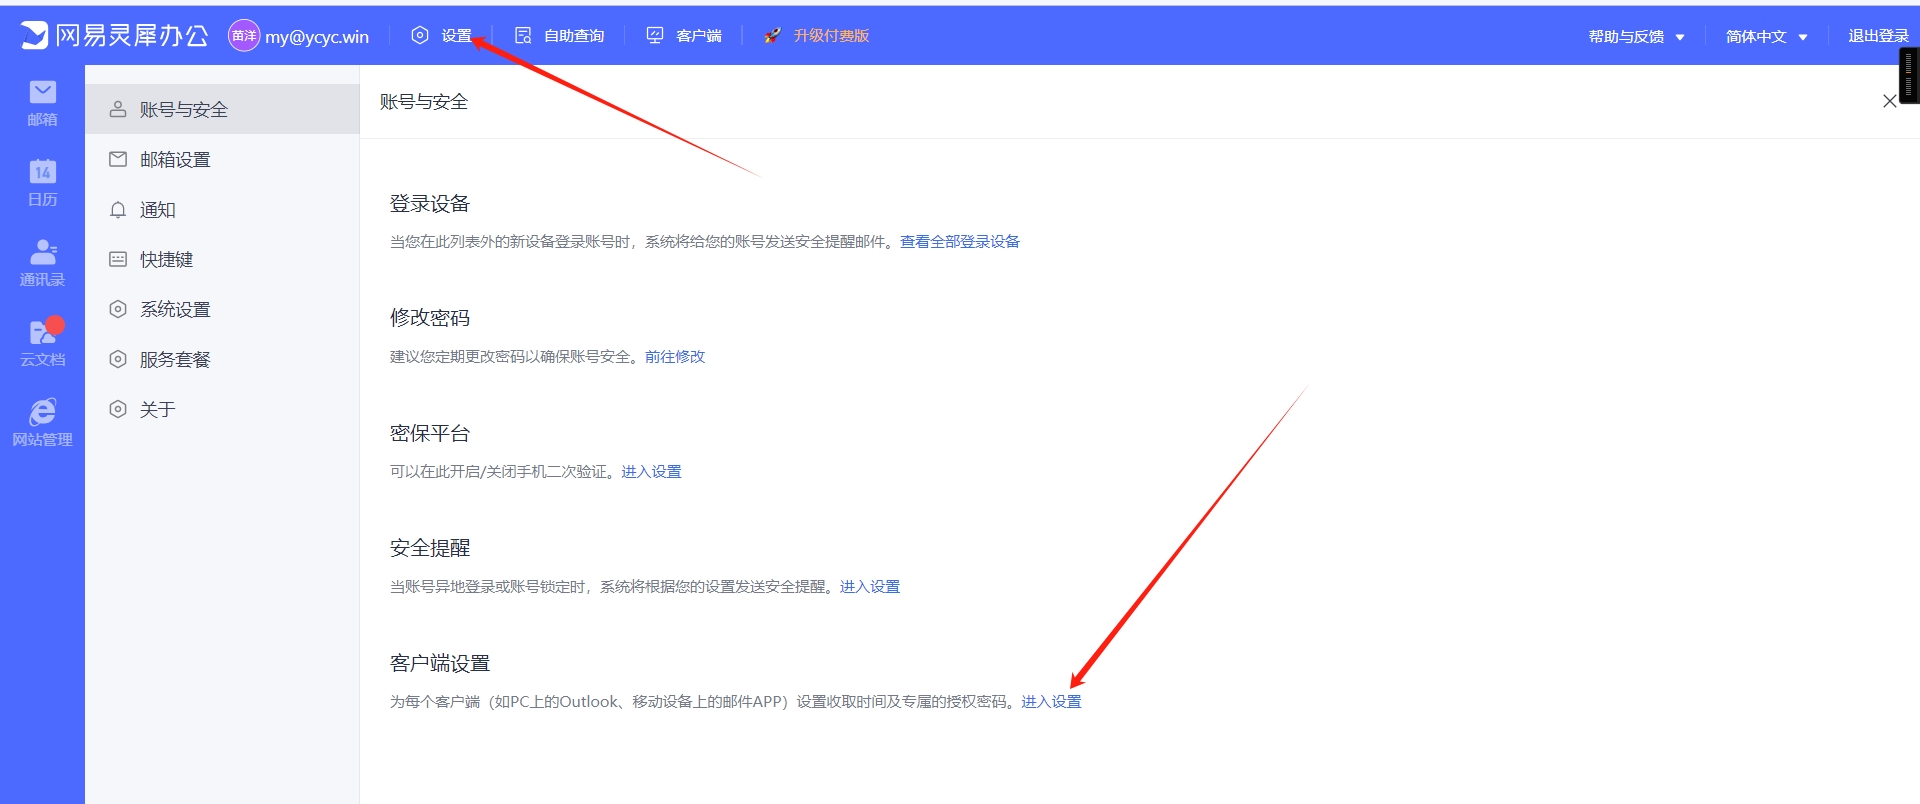 网易灵犀办公 苗洋 my@ycyc.win 设置 自助查询 客户端 升级付费版 帮助与反馈 简体中文 退出登录
邮箱
14
日历
通讯录
云文档
网站管理
账号与安全
邮箱设置
通知
快捷键
系统设置
服务套餐
关于
账号与安全
登录设备
当您在此列表外的新设备登录账号时，系统将给您的账号发送安全提醒邮件。查看全部登录设备
修改密码
建议您定期更改密码以确保账号安全。前往修改
密保平台
可以在此开启/关闭手机二次验证。进入设置
安全提醒
当账号异地登录或账号锁定时，系统将根据您的设置发送安全提醒。进入设置
客户端设置
为每个客户端（如PC上的Outlook、移动设备上的邮件APP）设置收取时间及专属的授权密码。进入设置